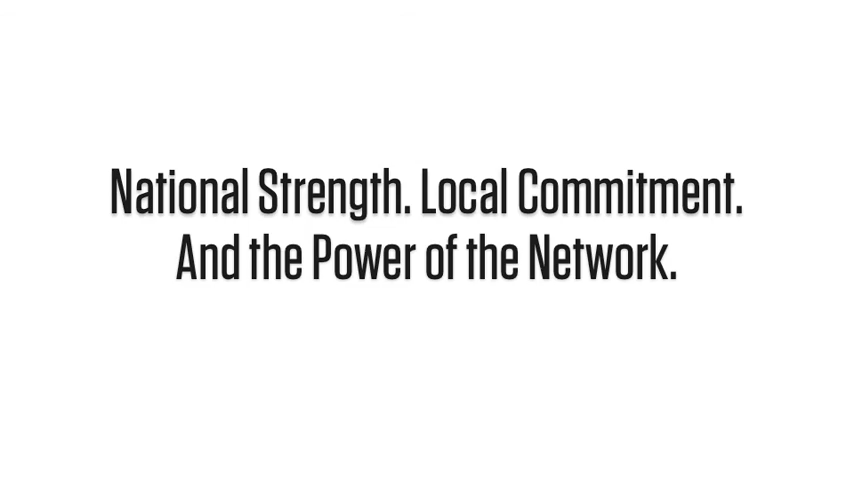 National Strength. Local Commitment.
And the Power of the Network.